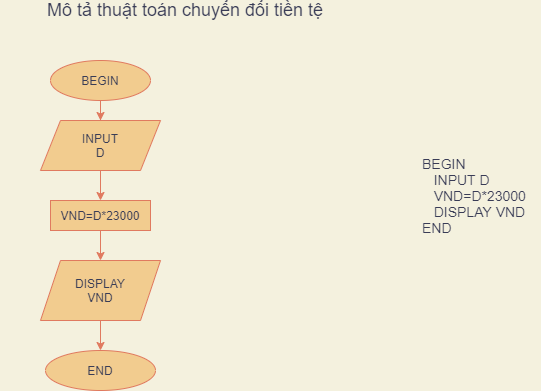 Mô tả thuật toán chuyển đổi tiền tệ
BEGIN
INPUT
D
VND=D*23000
DISPLAY
VND
END
BEGIN
INPUT D
VND=D*23000
DISPLAY VND
END